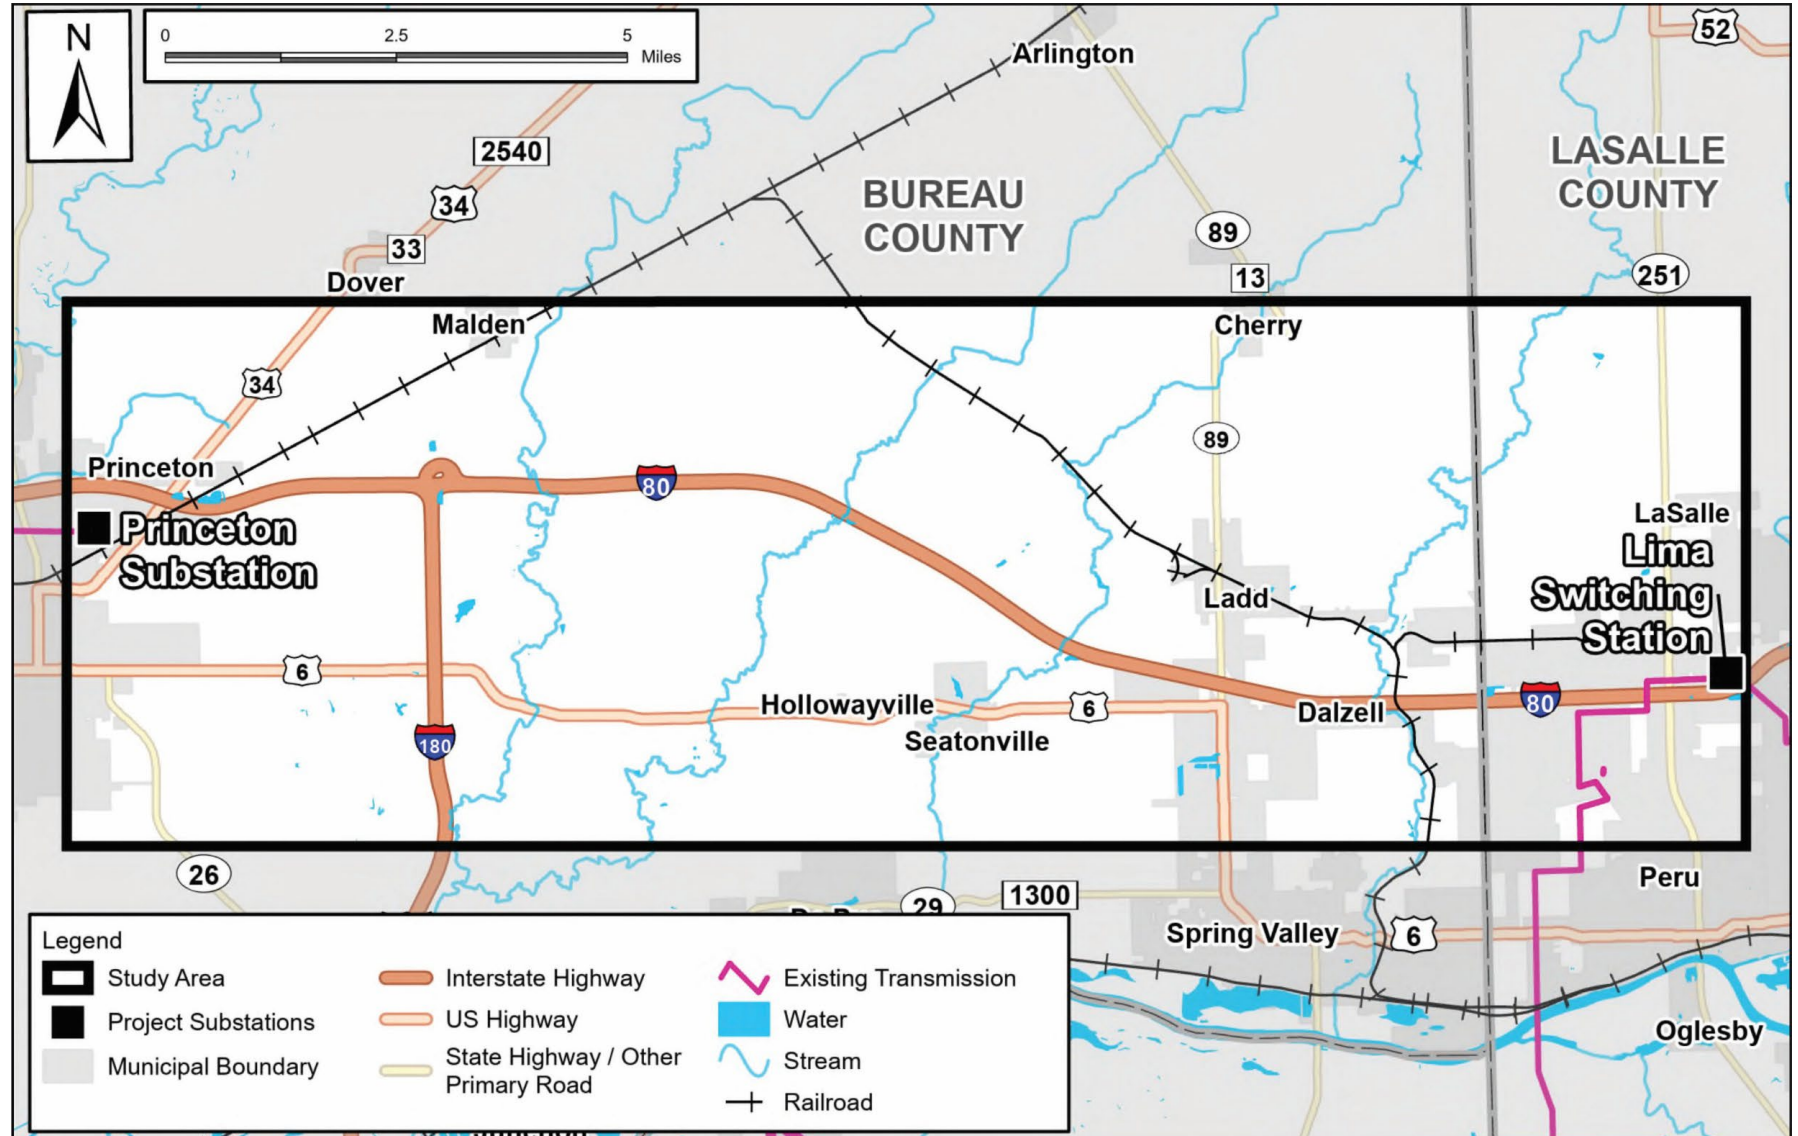 N
0 2.5 5
Miles
Arlington
52
LASALLE
COUNTY
2540
34
BUREAU
COUNTY
89
33
13
251
Dover
Malden
Cherry
34
89
Princeton
80
Princeton
Substation
LaSalle
Lima
Switching
Station
Ladd
6
Hollowayville
6
Dalzell
80
Seatonville
180
26
Peru
29
1300
Spring Valley
6
Oglesby
Legend
Study Area
Project Substations
Municipal Boundary
Interstate Highway
US Highway
State Highway / Other
Primary Road
Existing Transmission
Water
Stream
Railroad